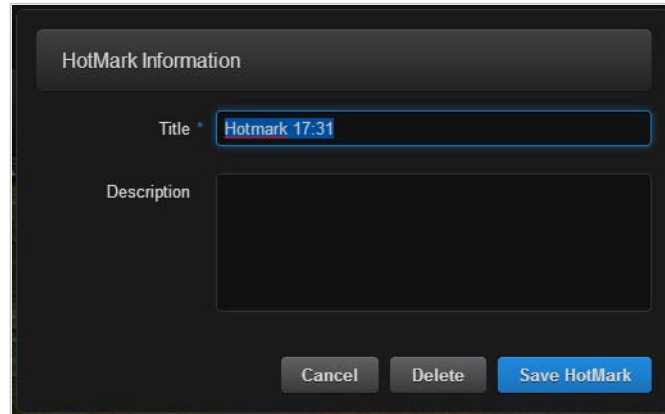 HotMark Information
Title *
Hotmark 17:31
Description
Cancel Delete Save HotMark